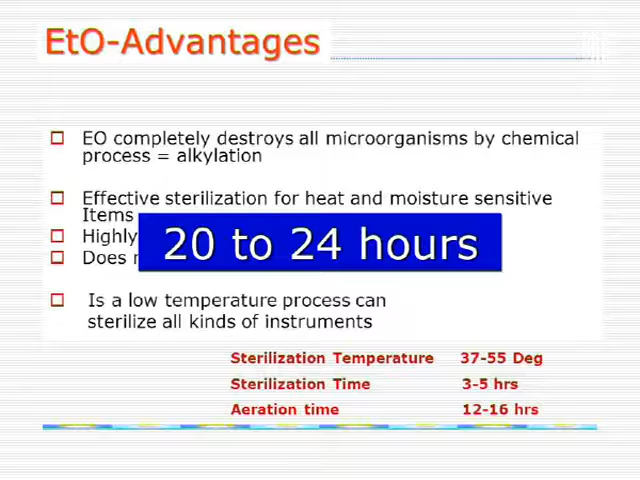 EtO-Advantages
EO completely destroys all microorganisms by chemical
process = alkylation
Effective sterilization for heat and moisture sensitive
Items
Highly
Does
20 to 24 hours
Is a low temperature process can
sterilize all kinds of instruments
Sterilization Temperature 37-55 Deg
Sterilization Time 3-5 hrs
Aeration time 12-16 hrs